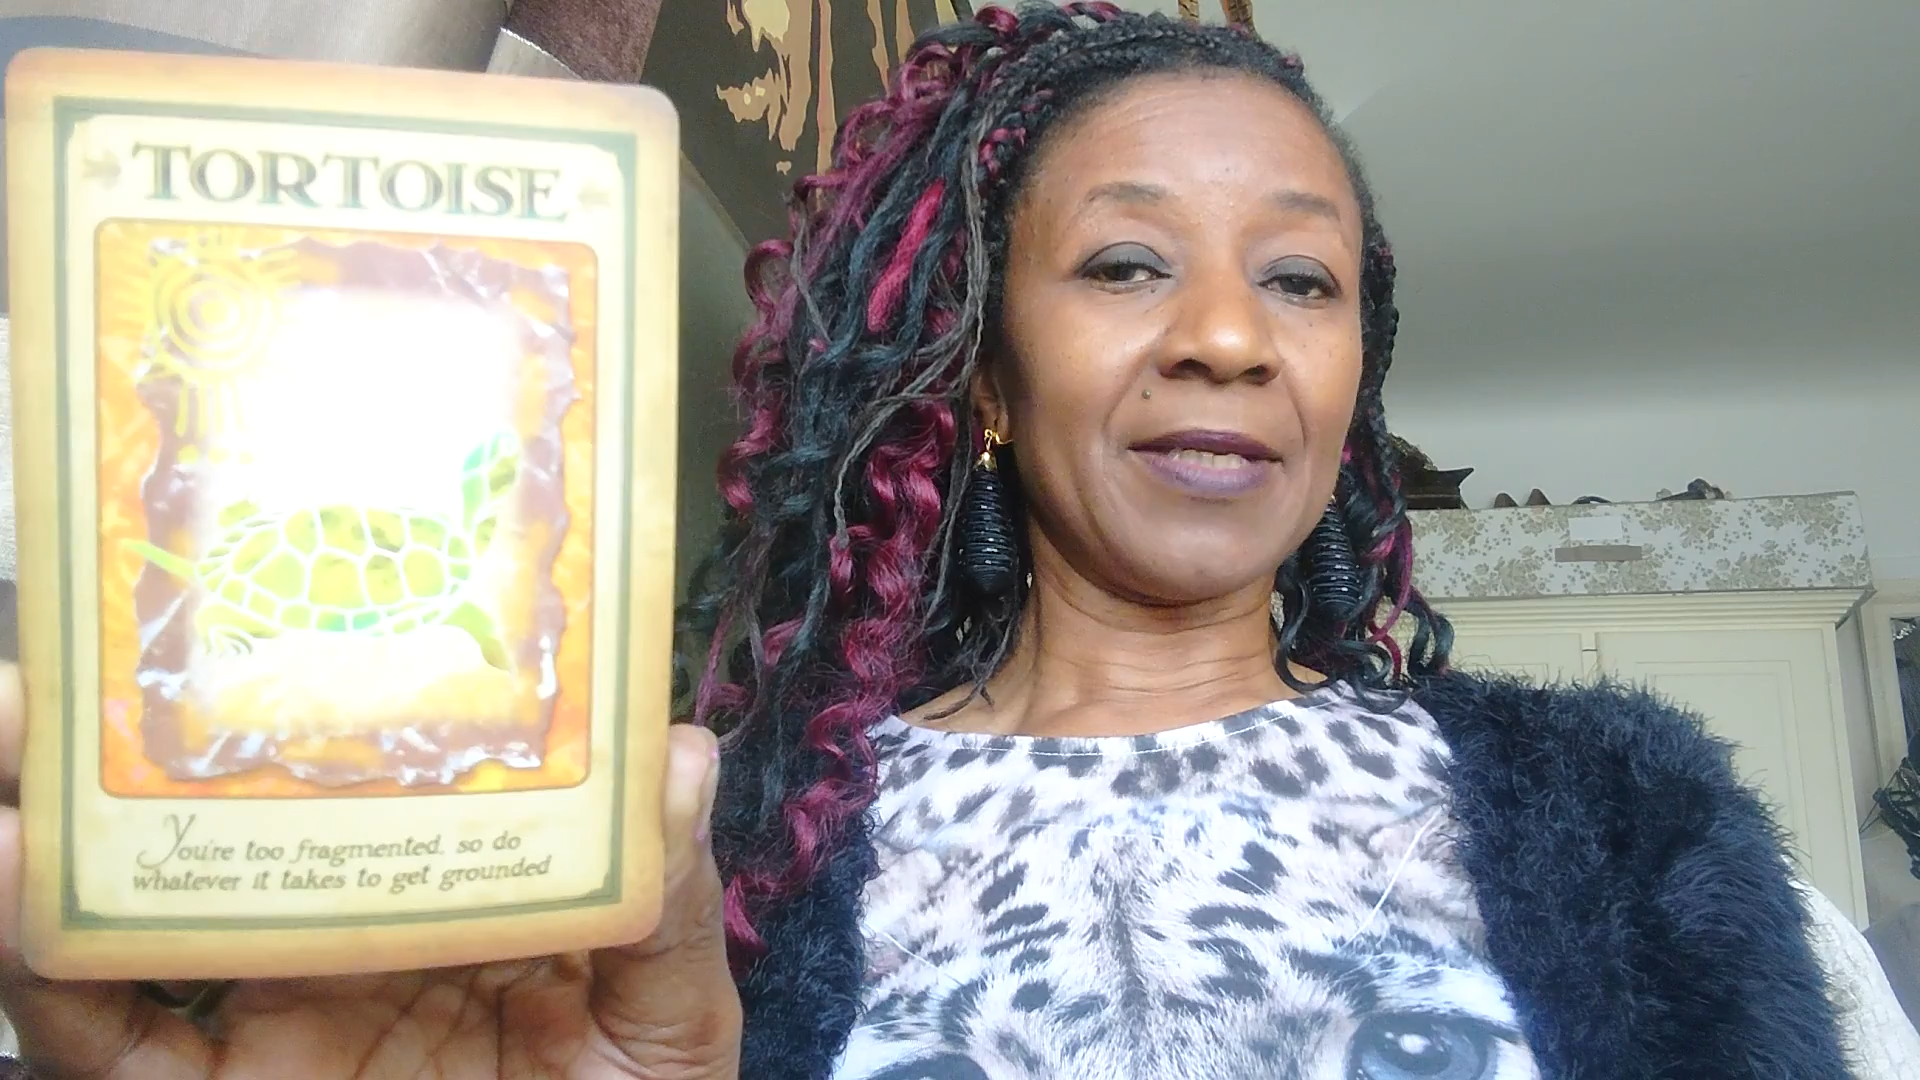 TORTOISE
You're too fragmented, so do
whatever it takes to get grounded